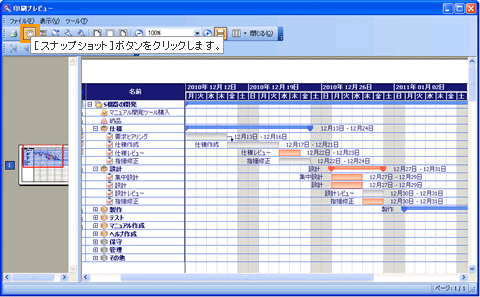 印刷プレビュー
ファイル(F) 表示(V) ツール(T)
100% 閉じる(C)
[スナップショット]ボタンをクリックします。
名前
2010年 12月 12日 2010年 12月 19日 2010年 12月 26日 2011年 01月 02日
月 火 水 木 金 土 日 月 火 水 木 金 土 日 月 火 水 木 金 土 日 月 火 水 木 金
S機器の開発
マニュアル開発ツール購入
納品
仕様 12月13日 - 12月24日
要求ヒアリング 12月13日 - 12月16日
仕様作成 仕様作成 12月17日 - 12月21日
仕様レビュー 仕様レビュー 12月22日 - 12月23日
指摘修正 指摘修正 12月22日 - 12月24日
設計 設計 12月27日 - 12月31日
集中設計 集中設計 12月27日 - 12月29日
設計 設計 12月27日 - 12月29日
設計レビュー 設計レビュー 12月30日 - 12月31日
指摘修正 指摘修正 12月30日 - 12月31日
製作 製作
テスト
マニュアル作成
ヘルプ作成
保守
管理
その他
1
ページ: 1 / 1